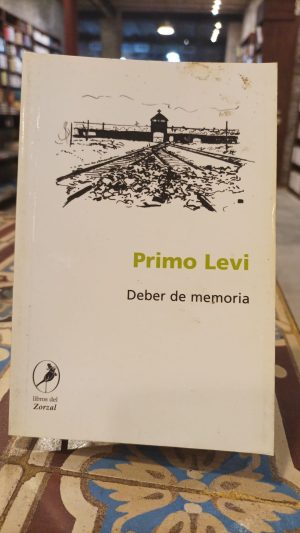 Primo Levi
Deber de memoria
libros del
Zorzal